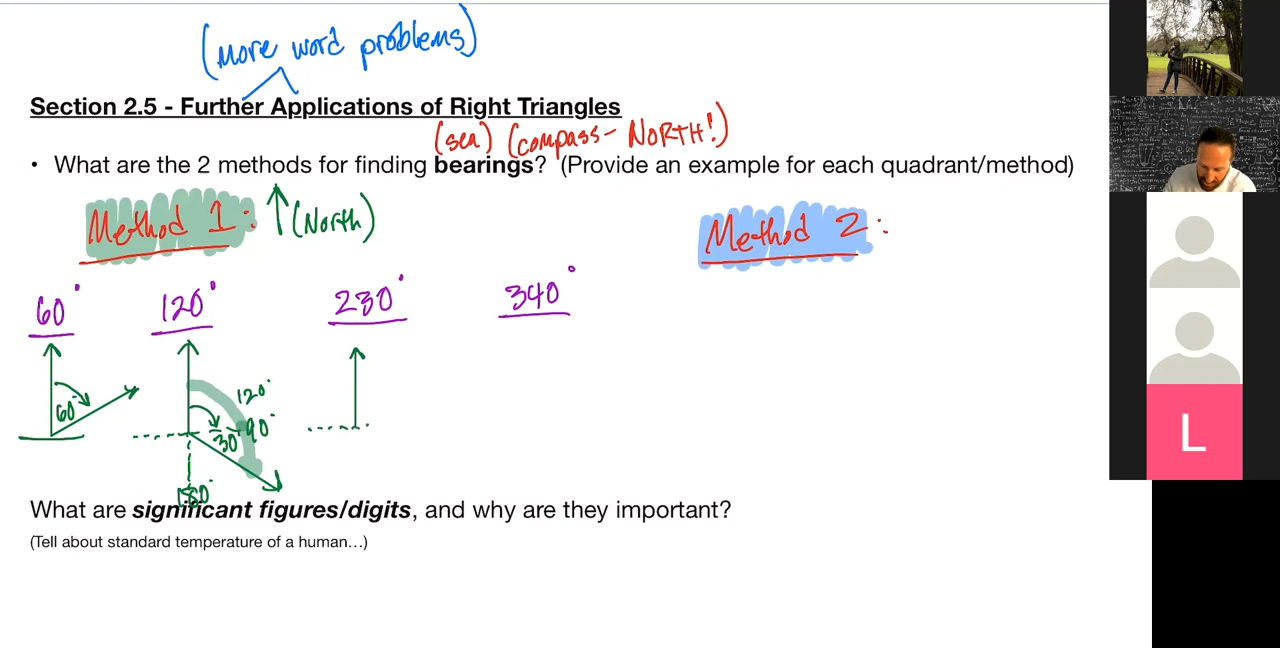 (more word problems)
Section 2.5 - Further Applications of Right Triangles
(sea) (compass - NORTH!)
• What are the 2 methods for finding bearings? (Provide an example for each quadrant/method)
Method 1: ↑ (North)
Method 2:
60° 120° 230° 340°
60°
120°
90°
30°
180°
What are significant figures/digits, and why are they important?
(Tell about standard temperature of a human...)
L